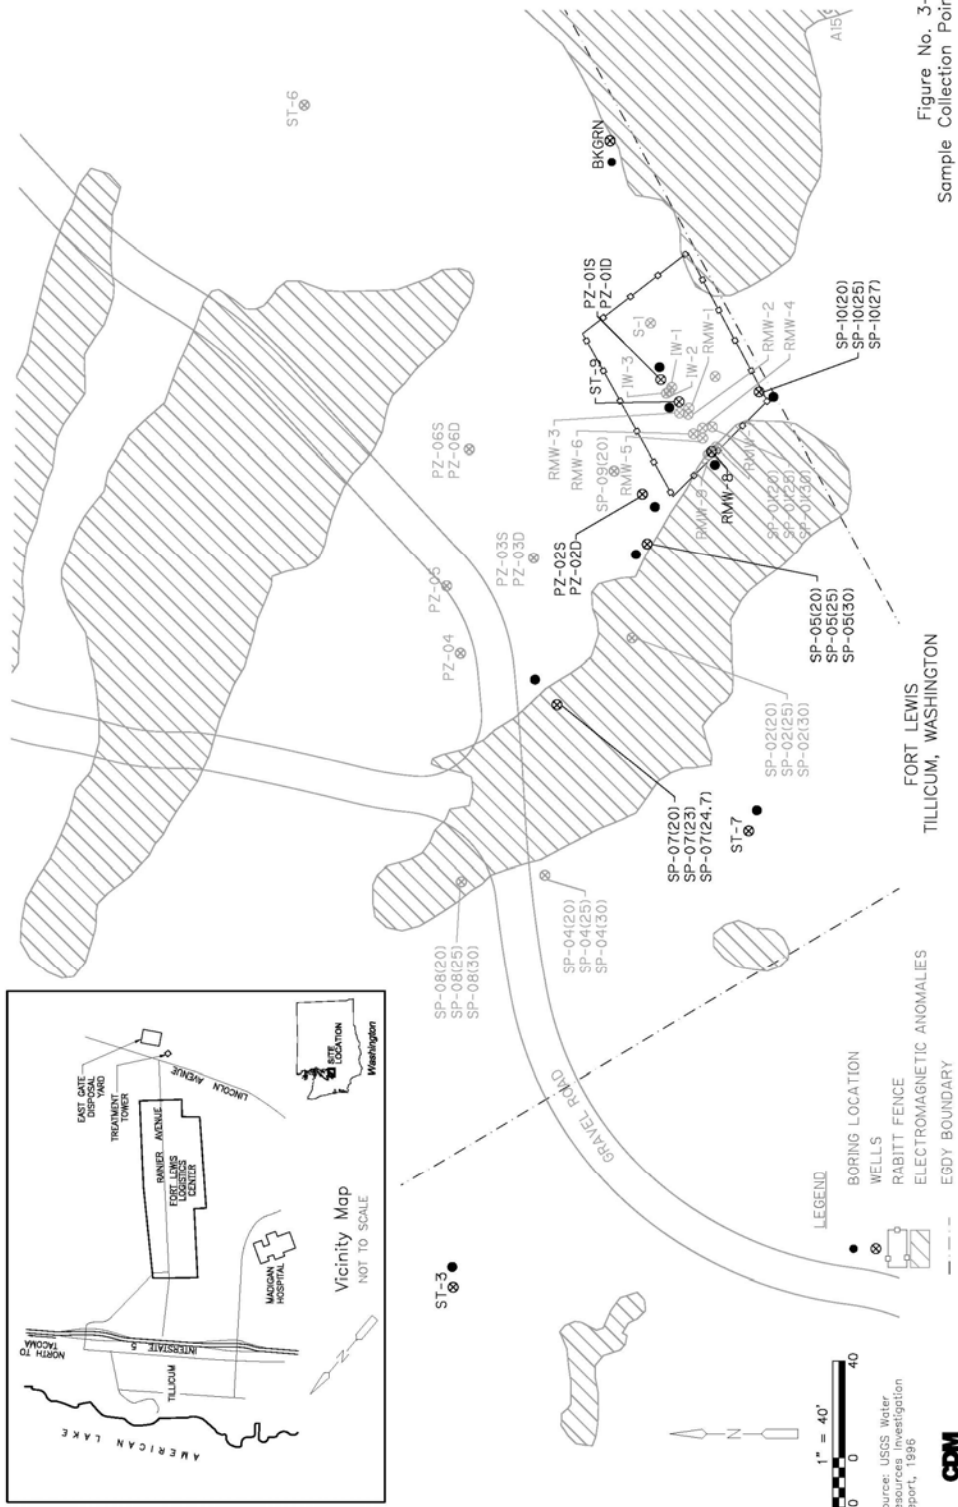 EAST GATE
DISPOSAL
YARD
TREATMENT
TOWER
LINCOLN AVENUE
RAINIER AVENUE
FORT LEWIS
LOGISTICS
CENTER
SITE
LOCATION
Washington
MADIGAN
HOSPITAL
NORTH TO
TACOMA
INTERSTATE 5
TILLICUM
AMERICAN LAKE
Vicinity Map
NOT TO SCALE
N
ST-6
BKGRN
PZ-01S
PZ-01D
S-1
ST-9
IW-3
IW-1
IW-2
RMW-1
RMW-2
RMW-4
RMW-3
RMW-6
SP-09(20)
RMW-5
PZ-06S
PZ-06D
PZ-03S
PZ-03D
PZ-05
PZ-04
PZ-02S
PZ-02D
RMW-9
RMW-8
RMW-
SP-01(20)
SP-01(25)
SP-01(30)
SP-10(20)
SP-10(25)
SP-10(27)
SP-05(20)
SP-05(25)
SP-05(30)
SP-02(20)
SP-02(25)
SP-02(30)
SP-07(20)
SP-07(23)
SP-07(24.7)
ST-7
SP-08(20)
SP-08(25)
SP-08(30)
SP-04(20)
SP-04(25)
SP-04(30)
GRAVEL ROAD
ST-3
FORT LEWIS
TILLICUM, WASHINGTON
LEGEND
BORING LOCATION
WELLS
RABITT FENCE
ELECTROMAGNETIC ANOMALIES
EGDY BOUNDARY
N
1" = 40'
0 0 40
ource: USGS Water
esources Investigation
eport, 1996
CDM
Figure No. 3-
Sample Collection Poin